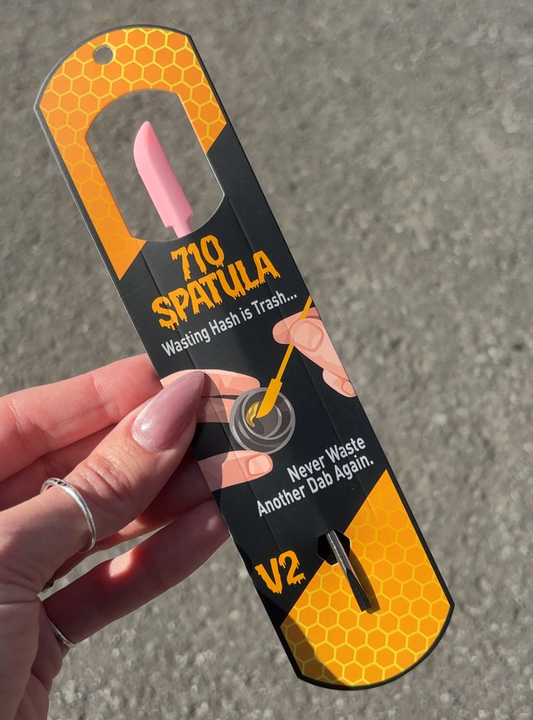 710
SPATULA
Wasting Hash is Trash...
Never Waste
Another Dab Again.
V2